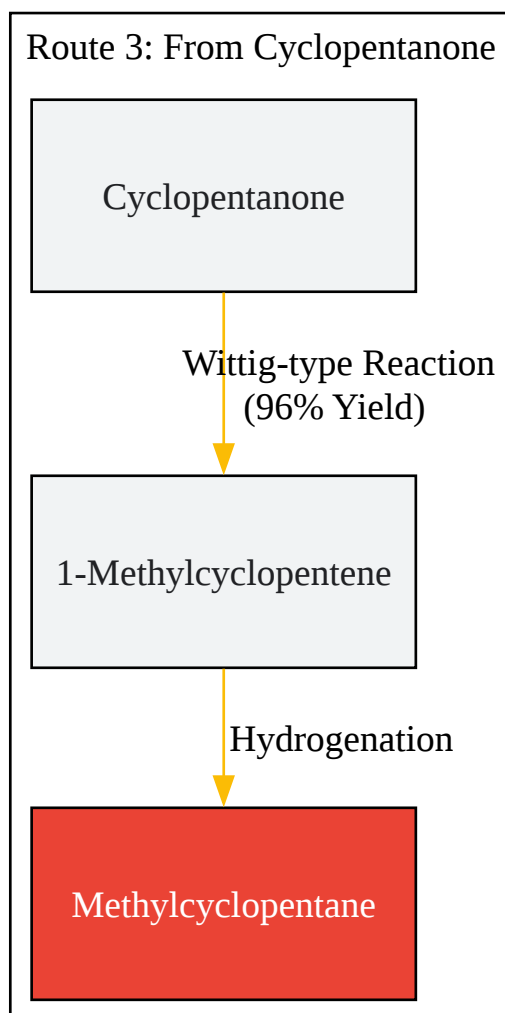 Route 3: From Cyclopentanone
Cyclopentanone
Wittig-type Reaction
(96% Yield)
1-Methylcyclopentene
Hydrogenation
Methylcyclopentane